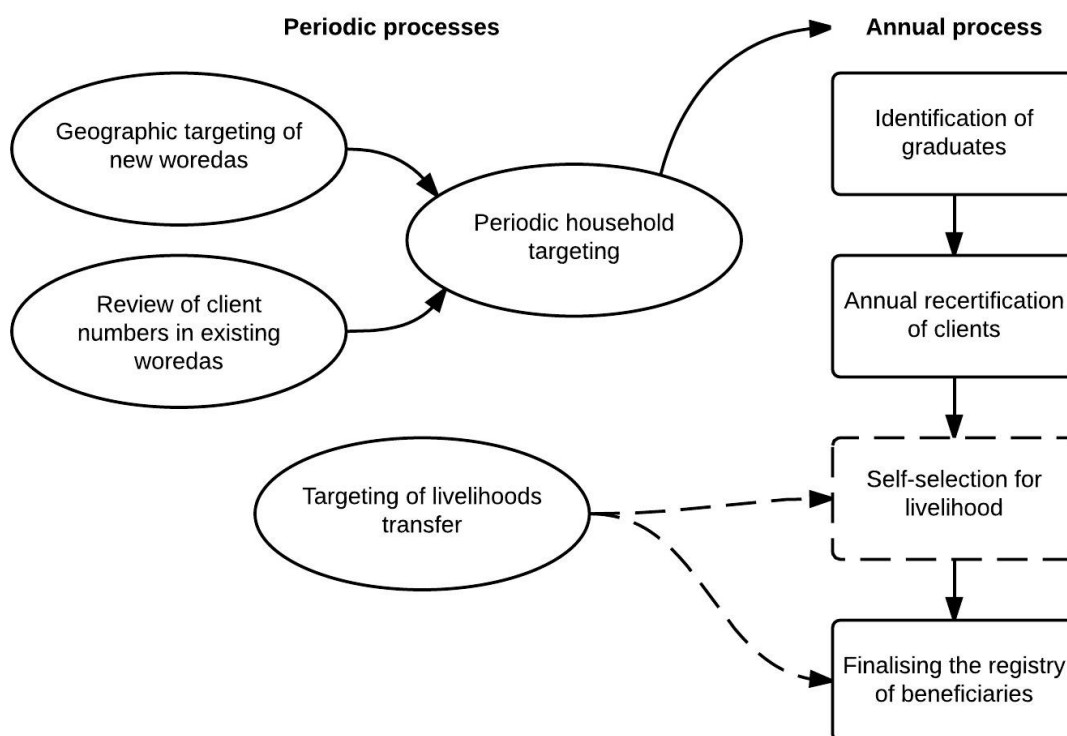 Periodic processes
Annual process
Geographic targeting of
new woredas
Periodic household
targeting
Review of client
numbers in existing
woredas
Targeting of livelihoods
transfer
Identification of
graduates
Annual recertification
of clients
Self-selection for
livelihood
Finalising the registry
of beneficiaries